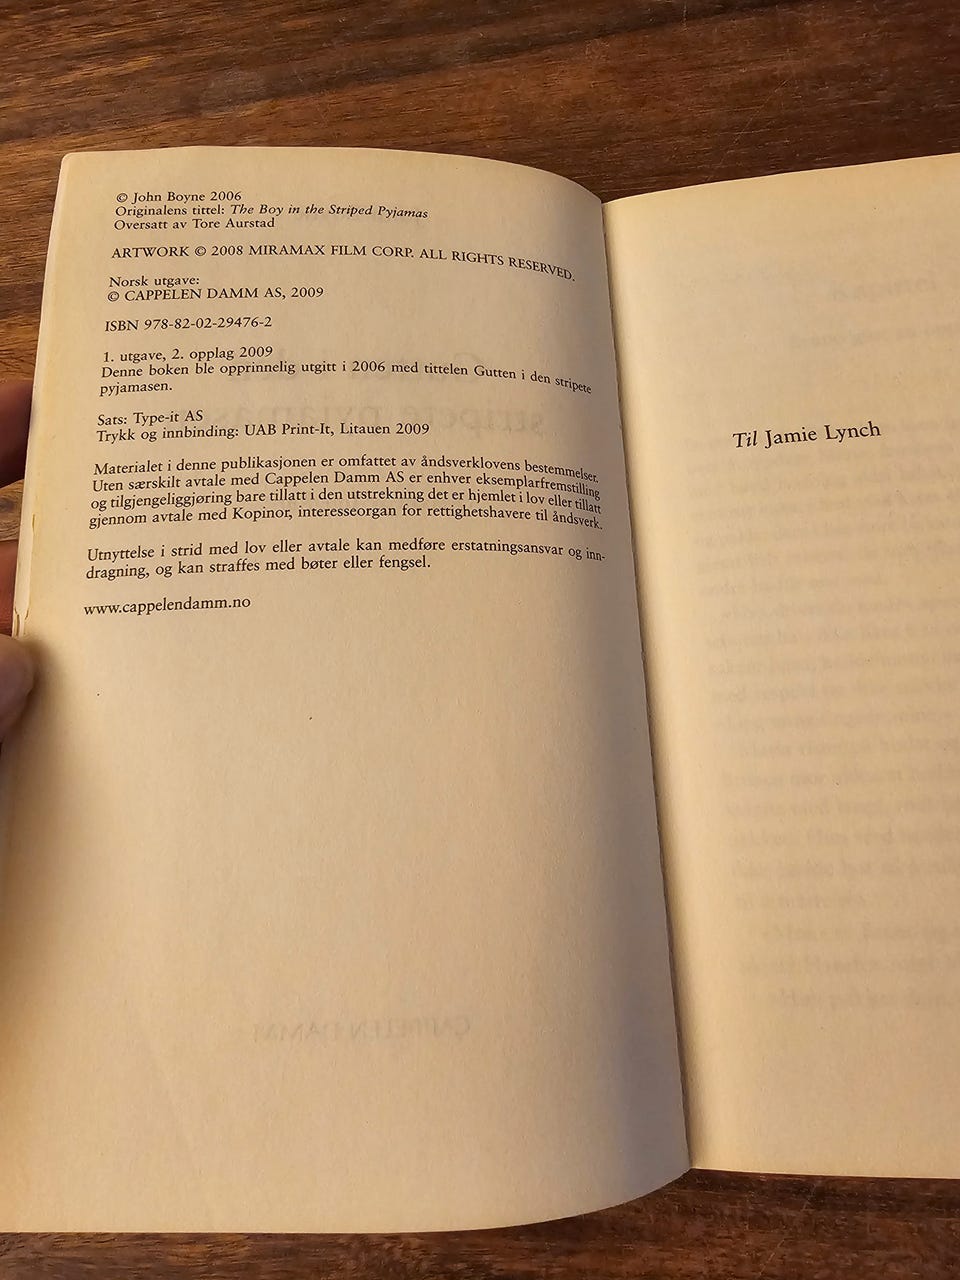 © John Boyne 2006
Originalens tittel: The Boy in the Striped Pyjamas
Oversatt av Tore Aurstad
ARTWORK © 2008 MIRAMAX FILM CORP. ALL RIGHTS RESERVED.
Norsk utgave:
© CAPPELEN DAMM AS, 2009
ISBN 978-82-02-29476-2
1. utgave, 2. opplag 2009
Denne boken ble opprinnelig utgitt i 2006 med tittelen Gutten i den stripete
pyjamasen.
Sats: Type-it AS
Trykk og innbinding: UAB Print-It, Litauen 2009
Materialet i denne publikasjonen er omfattet av åndsverklovens bestemmelser.
Uten særskilt avtale med Cappelen Damm AS er enhver eksemplarfremstilling
og tilgjengeliggjøring bare tillatt i den utstrekning det er hjemlet i lov eller tillatt
gjennom avtale med Kopinor, interesseorgan for rettighetshavere til åndsverk.
Utnyttelse i strid med lov eller avtale kan medføre erstatningsansvar og inn-
dragning, og kan straffes med bøter eller fengsel.
www.cappelendamm.no
CAPPELEN DAMM
Til Jamie Lynch